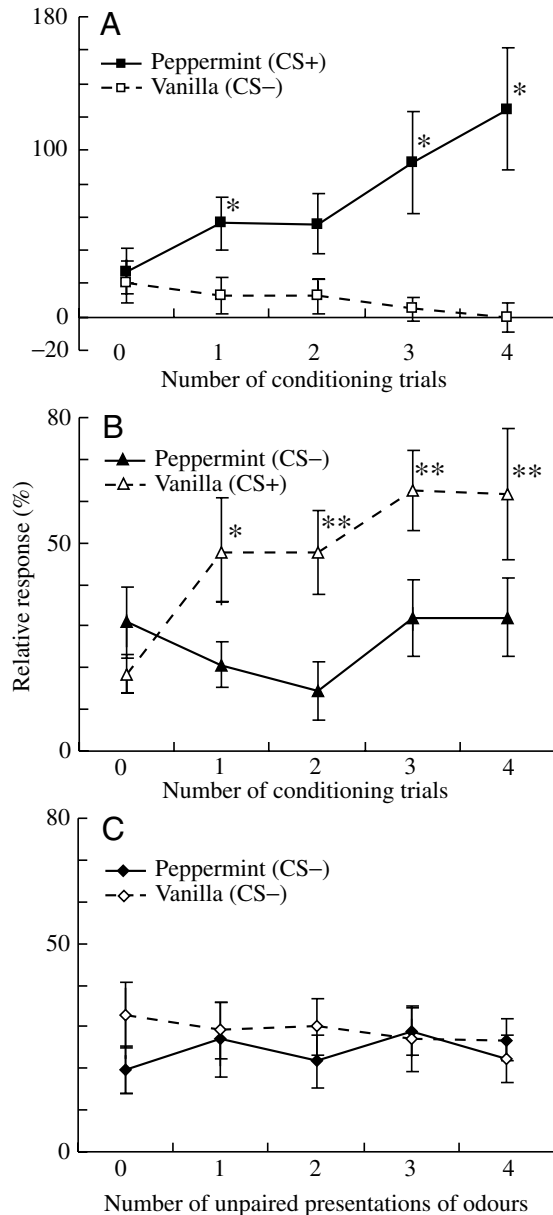 180
A
Peppermint (CS+)
Vanilla (CS−)
*
*
*
100
0
−20
0 1 2 3 4
Number of conditioning trials
80
B
Peppermint (CS−)
Vanilla (CS+)
*
**
**
**
50
0
0 1 2 3 4
Number of conditioning trials
Relative response (%)
80
C
Peppermint (CS−)
Vanilla (CS−)
50
0
0 1 2 3 4
Number of unpaired presentations of odours